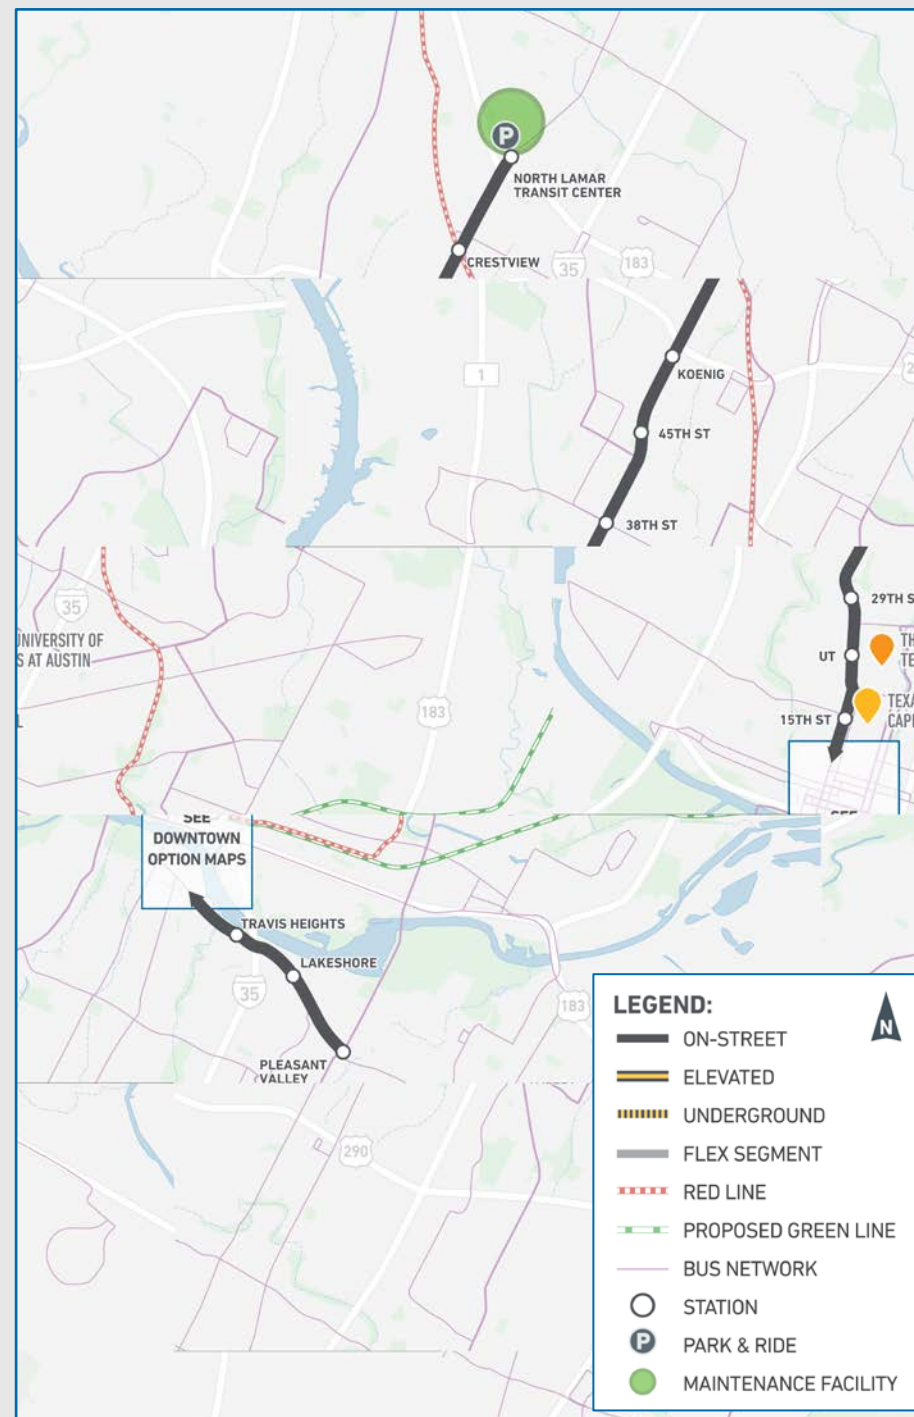 P
NORTH LAMAR
TRANSIT CENTER
CRESTVIEW
35
183
1
KOENIG
45TH ST
38TH ST
35
UNIVERSITY OF
S AT AUSTIN
183
29TH S
UT
TH
TE
15TH ST
TEXA
CAPI
SEE
DOWNTOWN
OPTION MAPS
TRAVIS HEIGHTS
LAKESHORE
35
183
PLEASANT
VALLEY
290
LEGEND:
N
ON-STREET
ELEVATED
UNDERGROUND
FLEX SEGMENT
RED LINE
PROPOSED GREEN LINE
BUS NETWORK
STATION
P
PARK & RIDE
MAINTENANCE FACILITY